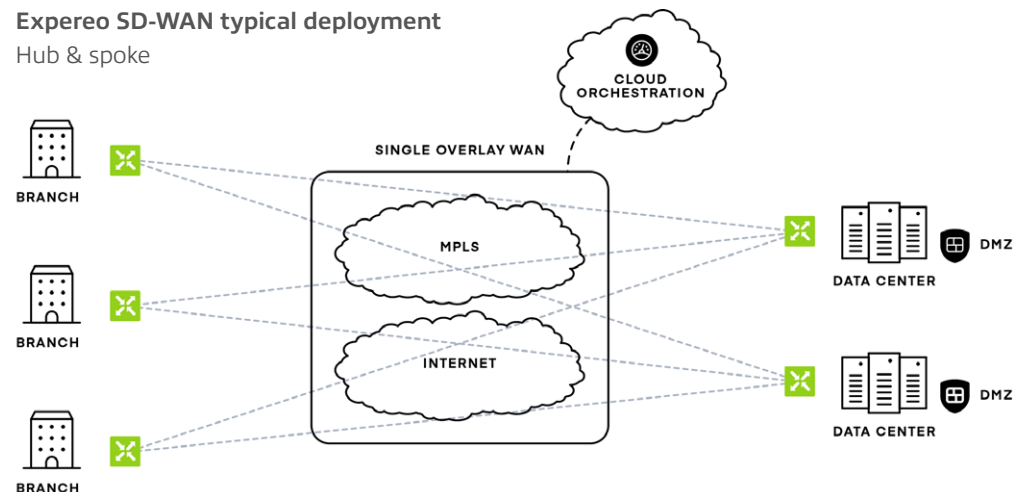 Expereo SD-WAN typical deployment
Hub & spoke
CLOUD
ORCHESTRATION
SINGLE OVERLAY WAN
BRANCH
MPLS
DMZ
DATA CENTER
BRANCH
INTERNET
DMZ
DATA CENTER
BRANCH